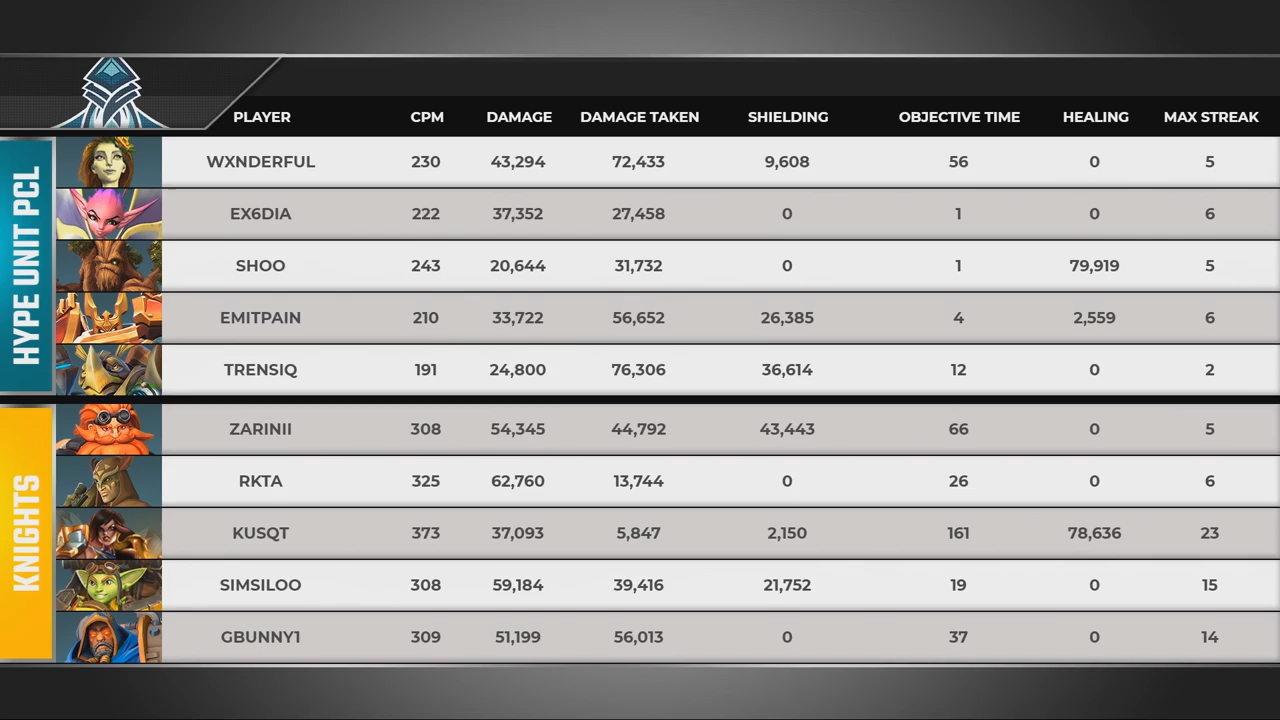 PLAYER CPM DAMAGE DAMAGE TAKEN SHIELDING OBJECTIVE TIME HEALING MAX STREAK
HYPE UNIT PCL
WXNDERFUL 230 43,294 72,433 9,608 56 0 5
EX6DIA 222 37,352 27,458 0 1 0 6
SHOO 243 20,644 31,732 0 1 79,919 5
EMITPAIN 210 33,722 56,652 26,385 4 2,559 6
TRENSIQ 191 24,800 76,306 36,614 12 0 2
KNIGHTS
ZARINII 308 54,345 44,792 43,443 66 0 5
RKTA 325 62,760 13,744 0 26 0 6
KUSQT 373 37,093 5,847 2,150 161 78,636 23
SIMSILOO 308 59,184 39,416 21,752 19 0 15
GBUNNY1 309 51,199 56,013 0 37 0 14